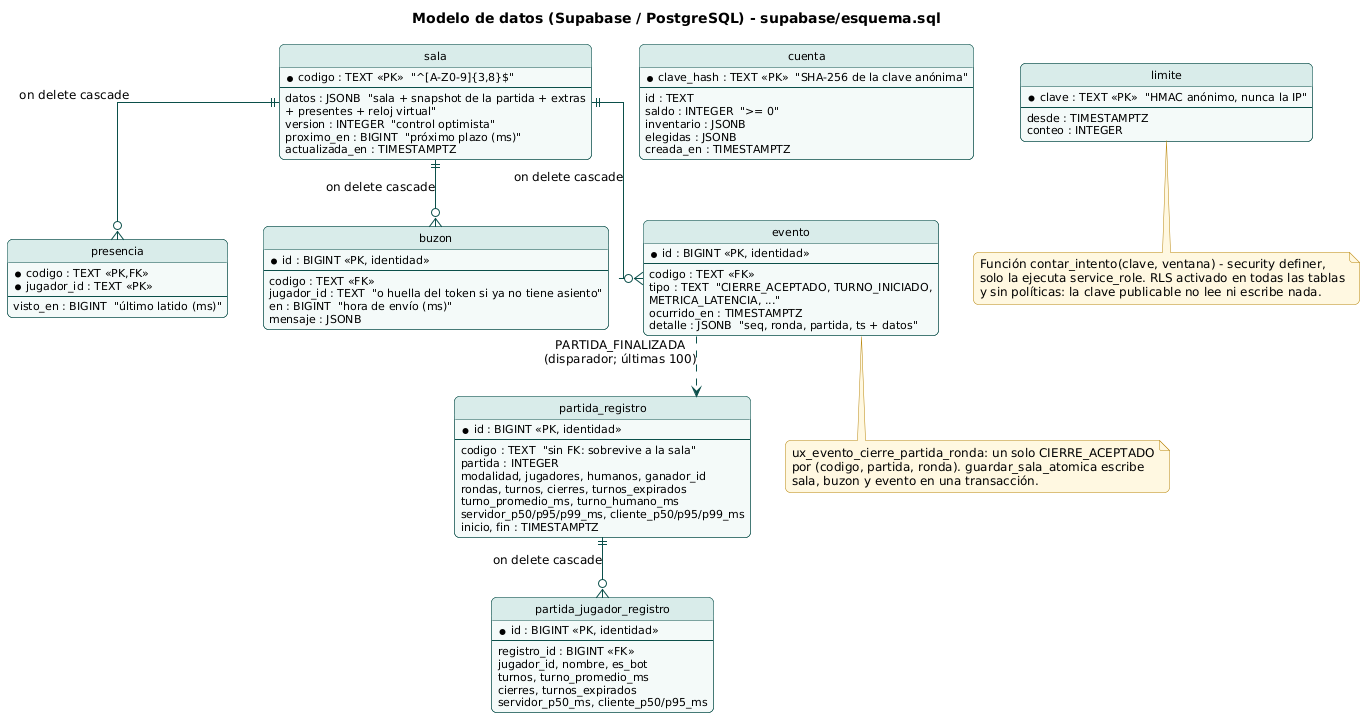 Modelo de datos (Supabase / PostgreSQL) - supabase/esquema.sql
sala
codigo : TEXT «PK»  "^[A-Z0-9]{3,8}$"
datos : JSONB  "sala + snapshot de la partida + extras
+ presentes + reloj virtual"
version : INTEGER  "control optimista"
proximo_en : BIGINT  "próximo plazo (ms)"
actualizada_en : TIMESTAMPTZ
cuenta
clave_hash : TEXT «PK»  "SHA-256 de la clave anónima"
id : TEXT
saldo : INTEGER  ">= 0"
inventario : JSONB
elegidas : JSONB
creada_en : TIMESTAMPTZ
limite
clave : TEXT «PK»  "HMAC anónimo, nunca la IP"
desde : TIMESTAMPTZ
conteo : INTEGER
on delete cascade
on delete cascade
on delete cascade
presencia
codigo : TEXT «PK,FK»
jugador_id : TEXT «PK»
visto_en : BIGINT  "último latido (ms)"
buzon
id : BIGINT «PK, identidad»
codigo : TEXT «FK»
jugador_id : TEXT  "o huella del token si ya no tiene asiento"
en : BIGINT  "hora de envío (ms)"
mensaje : JSONB
evento
id : BIGINT «PK, identidad»
codigo : TEXT «FK»
tipo : TEXT  "CIERRE_ACEPTADO, TURNO_INICIADO,
METRICA_LATENCIA, ..."
ocurrido_en : TIMESTAMPTZ
detalle : JSONB  "seq, ronda, partida, ts + datos"
Función contar_intento(clave, ventana) - security definer,
solo la ejecuta service_role. RLS activado en todas las tablas
y sin políticas: la clave publicable no lee ni escribe nada.
PARTIDA_FINALIZADA
(disparador; últimas 100)
partida_registro
id : BIGINT «PK, identidad»
codigo : TEXT  "sin FK: sobrevive a la sala"
partida : INTEGER
modalidad, jugadores, humanos, ganador_id
rondas, turnos, cierres, turnos_expirados
turno_promedio_ms, turno_humano_ms
servidor_p50/p95/p99_ms, cliente_p50/p95/p99_ms
inicio, fin : TIMESTAMPTZ
ux_evento_cierre_partida_ronda: un solo CIERRE_ACEPTADO
por (codigo, partida, ronda). guardar_sala_atomica escribe
sala, buzon y evento en una transacción.
on delete cascade
partida_jugador_registro
id : BIGINT «PK, identidad»
registro_id : BIGINT «FK»
jugador_id, nombre, es_bot
turnos, turno_promedio_ms
cierres, turnos_expirados
servidor_p50_ms, cliente_p50/p95_ms